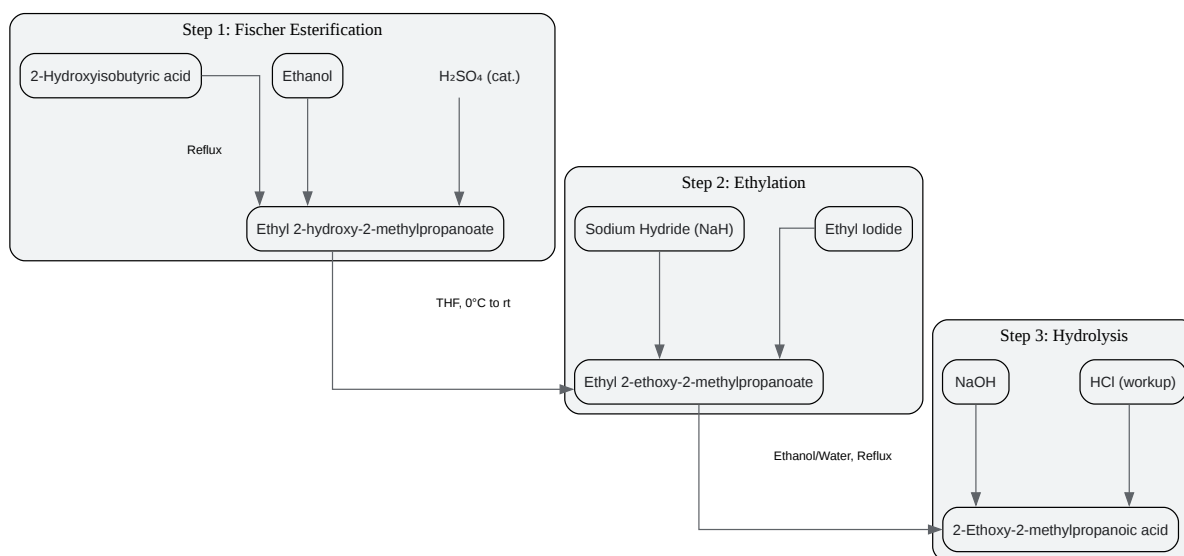 Step 1: Fischer Esterification
2-Hydroxyisobutyric acid
Ethanol
H₂SO₄ (cat.)
Reflux
Ethyl 2-hydroxy-2-methylpropanoate
Step 2: Ethylation
Sodium Hydride (NaH)
Ethyl Iodide
THF, 0°C to rt
Ethyl 2-ethoxy-2-methylpropanoate
Step 3: Hydrolysis
NaOH
HCl (workup)
Ethanol/Water, Reflux
2-Ethoxy-2-methylpropanoic acid